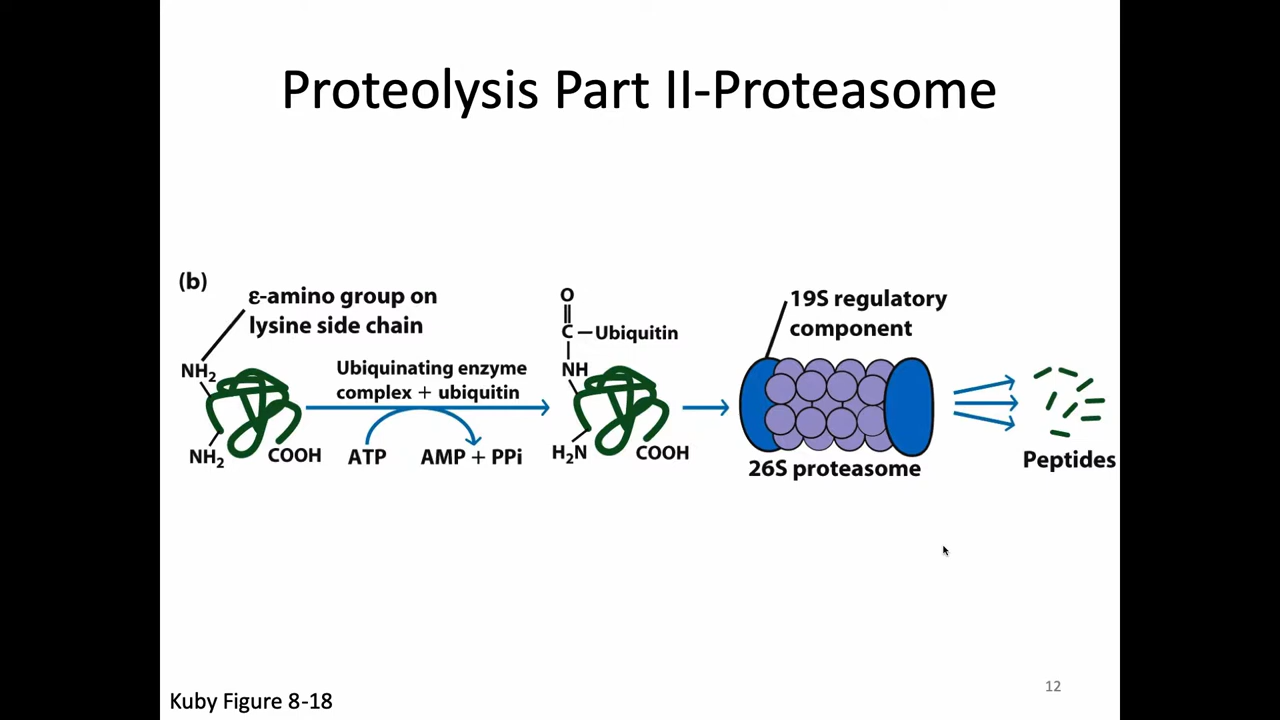 Proteolysis Part II-Proteasome
(b)
ε-amino group on
lysine side chain
NH₂
NH₂
COOH
Ubiquinating enzyme
complex + ubiquitin
ATP
AMP + PPi
O
C
Ubiquitin
NH
H₂N
COOH
19S regulatory
component
26S proteasome
Peptides
12
Kuby Figure 8-18